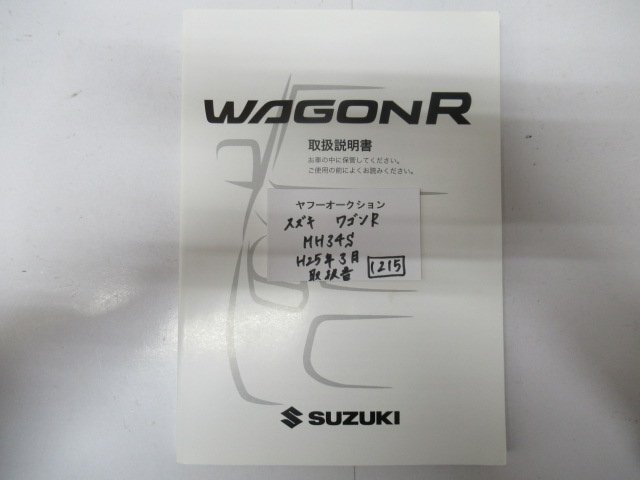 WAGONR
取扱説明書
お車の中に保管してください。
ご使用の前によくお読みください。
ヤフーオークション
スズキ ワゴンR
MH34S
H25年3月
取扱書
1215
SUZUKI